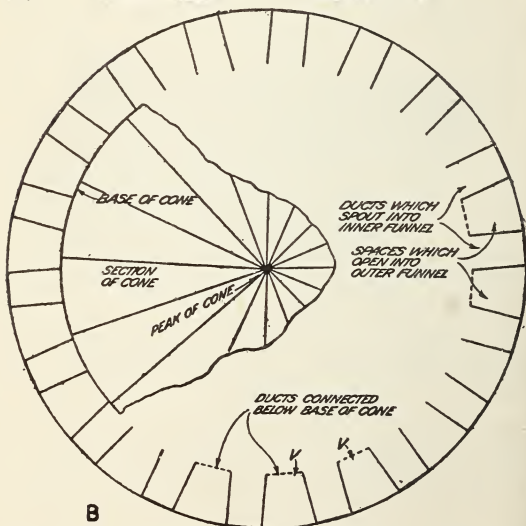 BASE OF CONE
SECTION
OF CONE
PEAK OF CONE
DUCTS WHICH
SPOUT INTO
INNER FUNNEL
SPACES WHICH
OPEN INTO
OUTER FUNNEL
DUCTS CONNECTED
BELOW BASE OF CONE
V
V
B